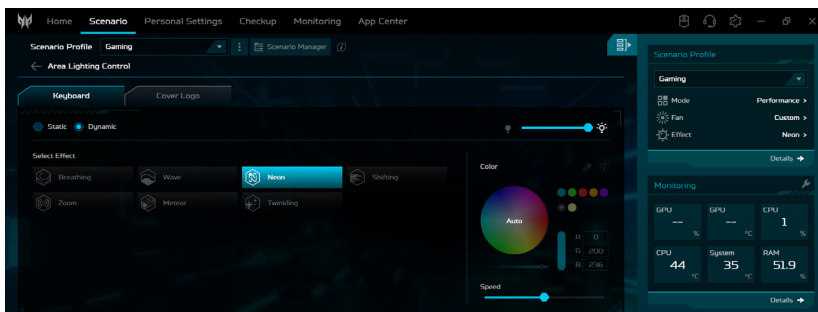 Home Scenario Personal Settings Checkup Monitoring App Center
Scenario Profile Gaming Scenario Manager
Area Lighting Control
Keyboard Cover Logo
Static Dynamic
Select Effect
Breathing Wave Neon Shifting
Zoom Meteor Twinkling
Color
Auto
R 0
G 200
B 236
Speed
Scenario Profile
Gaming
Mode Performance >
Fan Custom >
Effect Neon >
Details →
Monitoring
GPU GPU CPU
-- -- 1
% °C %
CPU System RAM
44 35 51.9
°C °C %
Details →